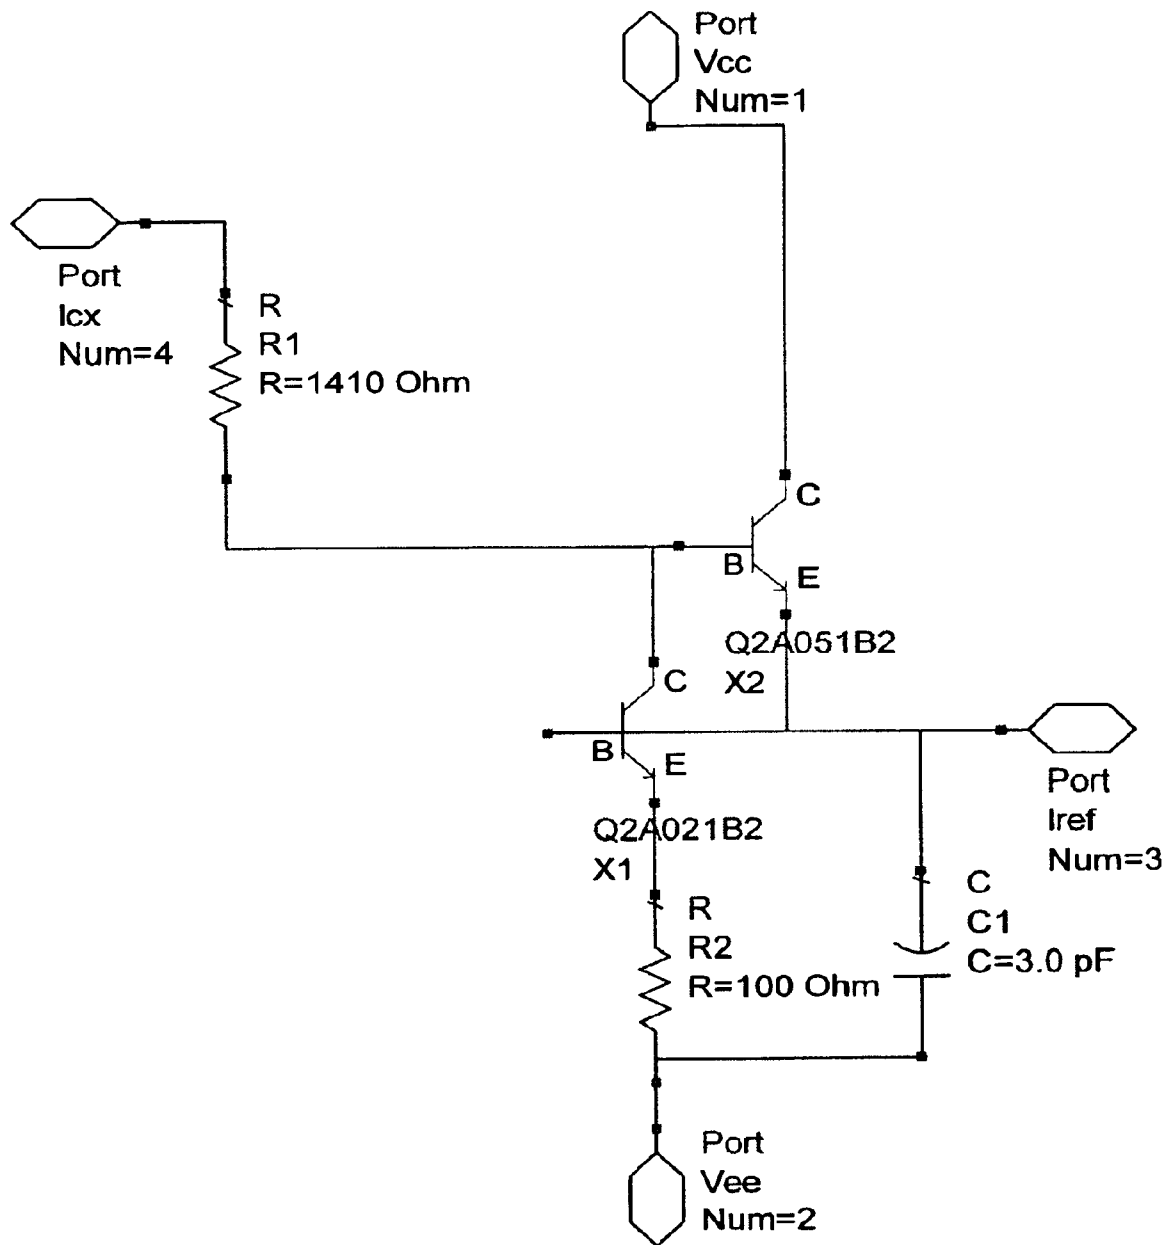 Port
Vcc
Num=1
Port
Icx
Num=4
R
R1
R=1410 Ohm
C
B
E
Q2A051B2
X2
C
B
E
Q2A021B2
X1
Port
Iref
Num=3
R
R2
R=100 Ohm
C
C1
C=3.0 pF
Port
Vee
Num=2